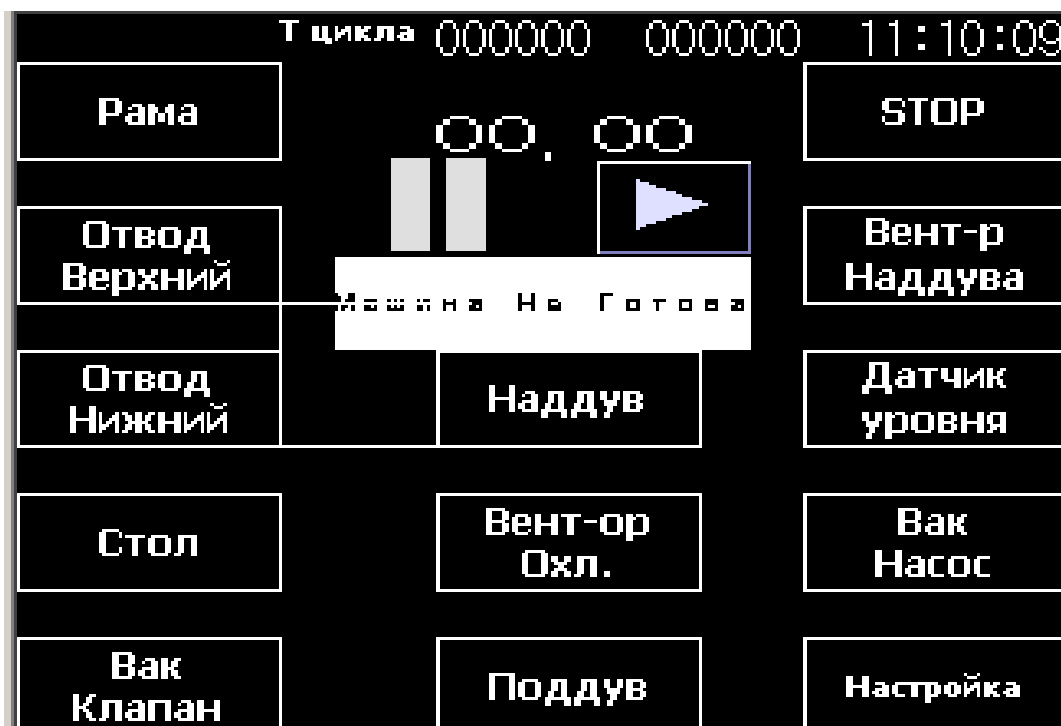 Т цикла 000000 000000 11:10:09
Рама
00.00
STOP
Отвод
Верхний
Вент-р
Наддува
Машина Не Готова
Отвод
Нижний
Наддув
Датчик
уровня
Стол
Вент-ор
Охл.
Вак
Насос
Вак
Клапан
Поддув
Настройка